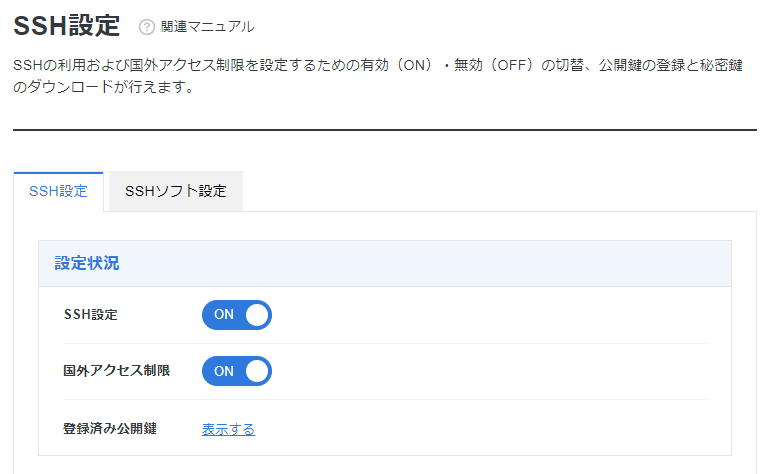 SSH設定 ? 関連マニュアル
SSHの利用および国外アクセス制限を設定するための有効（ON）・無効（OFF）の切替、公開鍵の登録と秘密鍵
のダウンロードが行えます。
SSH設定 SSHソフト設定
設定状況
SSH設定 ON
国外アクセス制限 ON
登録済み公開鍵 表示する